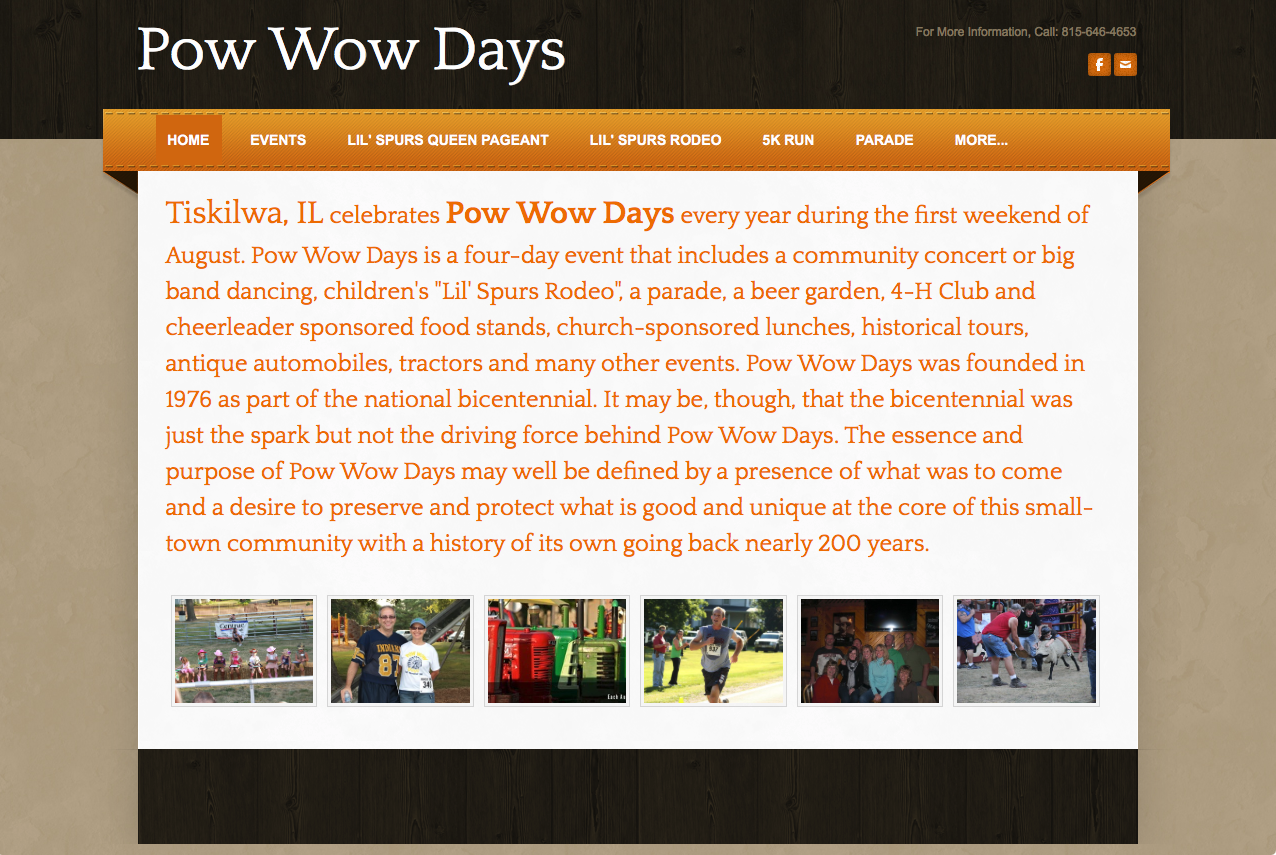 Pow Wow Days
For More Information, Call: 815-646-4653
HOME EVENTS LIL' SPURS QUEEN PAGEANT LIL' SPURS RODEO 5K RUN PARADE MORE...
Tiskilwa, IL celebrates Pow Wow Days every year during the first weekend of
August. Pow Wow Days is a four-day event that includes a community concert or big
band dancing, children's "Lil' Spurs Rodeo", a parade, a beer garden, 4-H Club and
cheerleader sponsored food stands, church-sponsored lunches, historical tours,
antique automobiles, tractors and many other events. Pow Wow Days was founded in
1976 as part of the national bicentennial. It may be, though, that the bicentennial was
just the spark but not the driving force behind Pow Wow Days. The essence and
purpose of Pow Wow Days may well be defined by a presence of what was to come
and a desire to preserve and protect what is good and unique at the core of this small-
town community with a history of its own going back nearly 200 years.